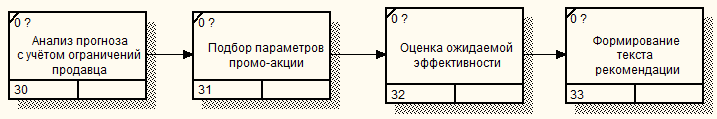 0 ?
Анализ прогноза
с учётом ограничений
продавца
30
0 ?
Подбор параметров
промо-акции
31
0 ?
Оценка ожидаемой
эффективности
32
0 ?
Формирование
текста
рекомендации
33